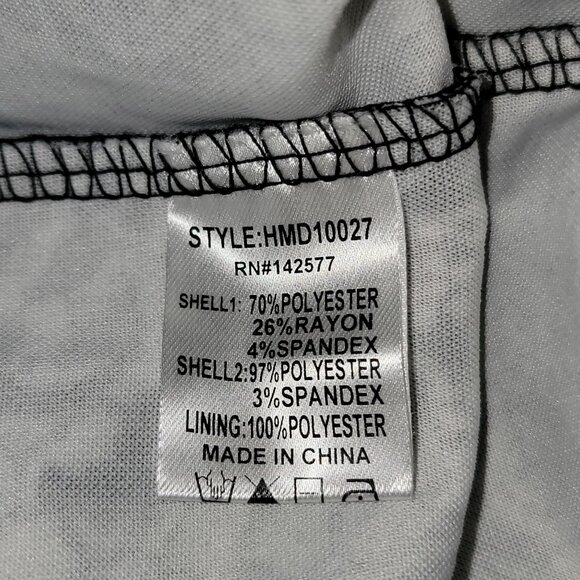 STYLE:HMD10027
RN#142577
SHELL1: 70%POLYESTER
26%RAYON
4%SPANDEX
SHELL2:97%POLYESTER
3%SPANDEX
LINING:100%POLYESTER
MADE IN CHINA